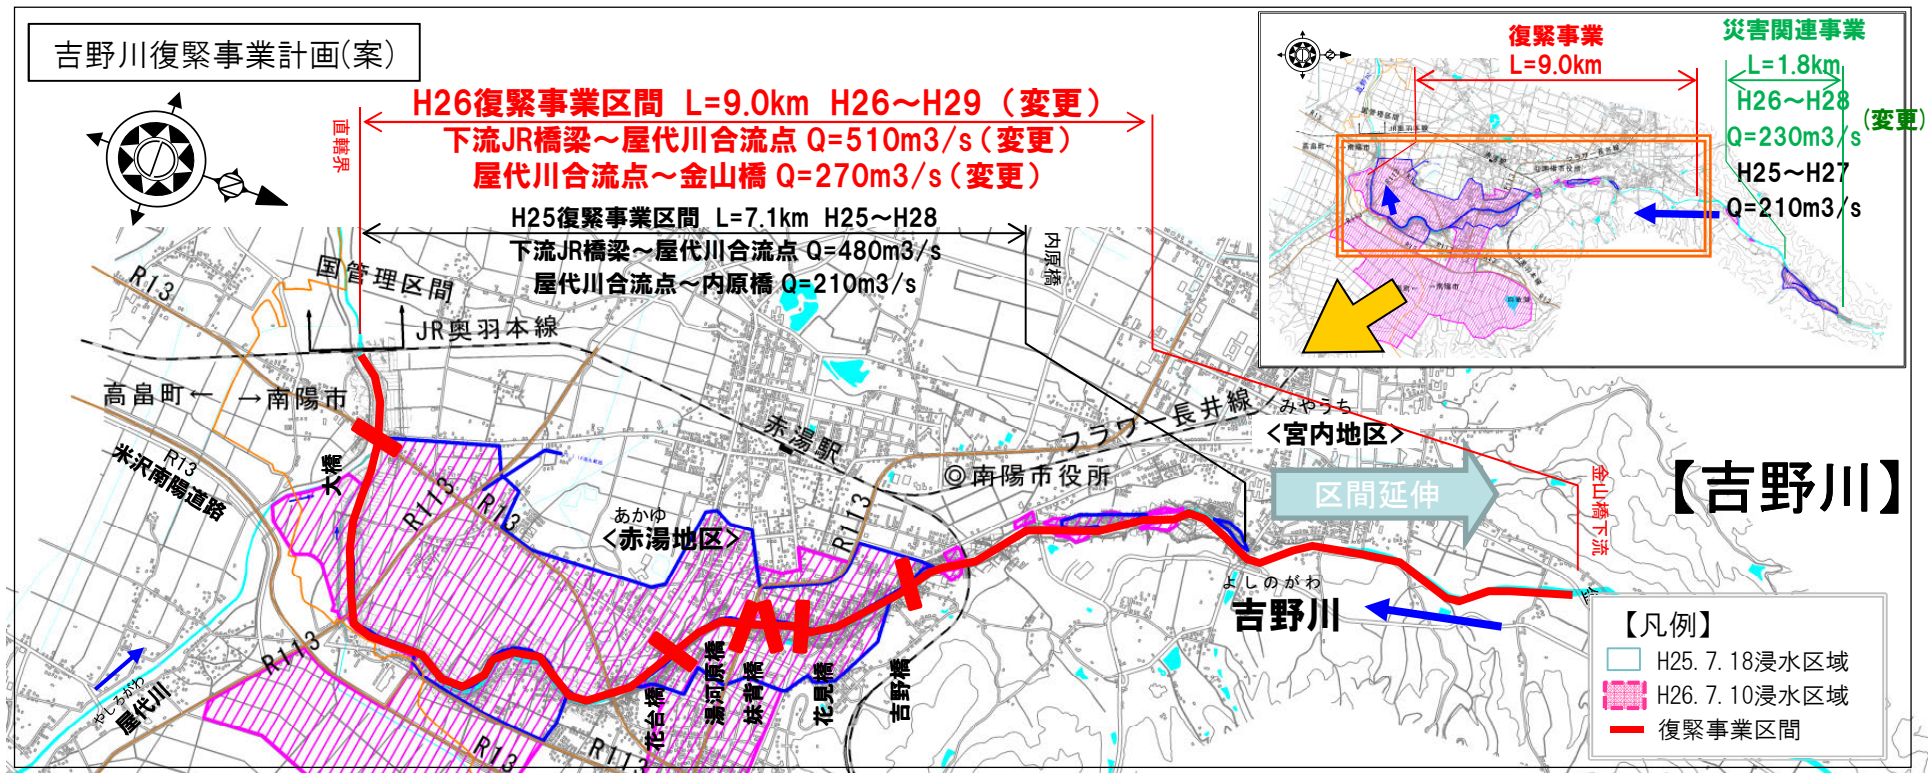 吉野川復緊事業計画(案)
H26復緊事業区間 L=9.0km H26～H29 (変更)
下流JR橋梁～屋代川合流点 Q=510m3/s(変更)
屋代川合流点～金山橋 Q=270m3/s(変更)
直轄界
H25復緊事業区間 L=7.1km H25～H28
下流JR橋梁～屋代川合流点 Q=480m3/s
屋代川合流点～内原橋 Q=210m3/s
内原橋
復緊事業
L=9.0km
災害関連事業
L=1.8km
H26～H28
(変更)
Q=230m3/s
H25～H27
Q=210m3/s
R13
国管理区間
JR奥羽本線
高畠町← →南陽市
R13
米沢南陽道路
大橋
R113
R13
赤湯駅
フラワー長井線
◎南陽市役所
みやうち
<宮内地区>
区間延伸
金山橋下流
【吉野川】
あかゆ
<赤湯地区>
R113
よしのがわ
吉野川
やしろがわ
屋代川
R113
R13
R113
花台橋
湯河原橋
妹背橋
花見橋
吉野橋
【凡例】
H25.7.18浸水区域
H26.7.10浸水区域
復緊事業区間